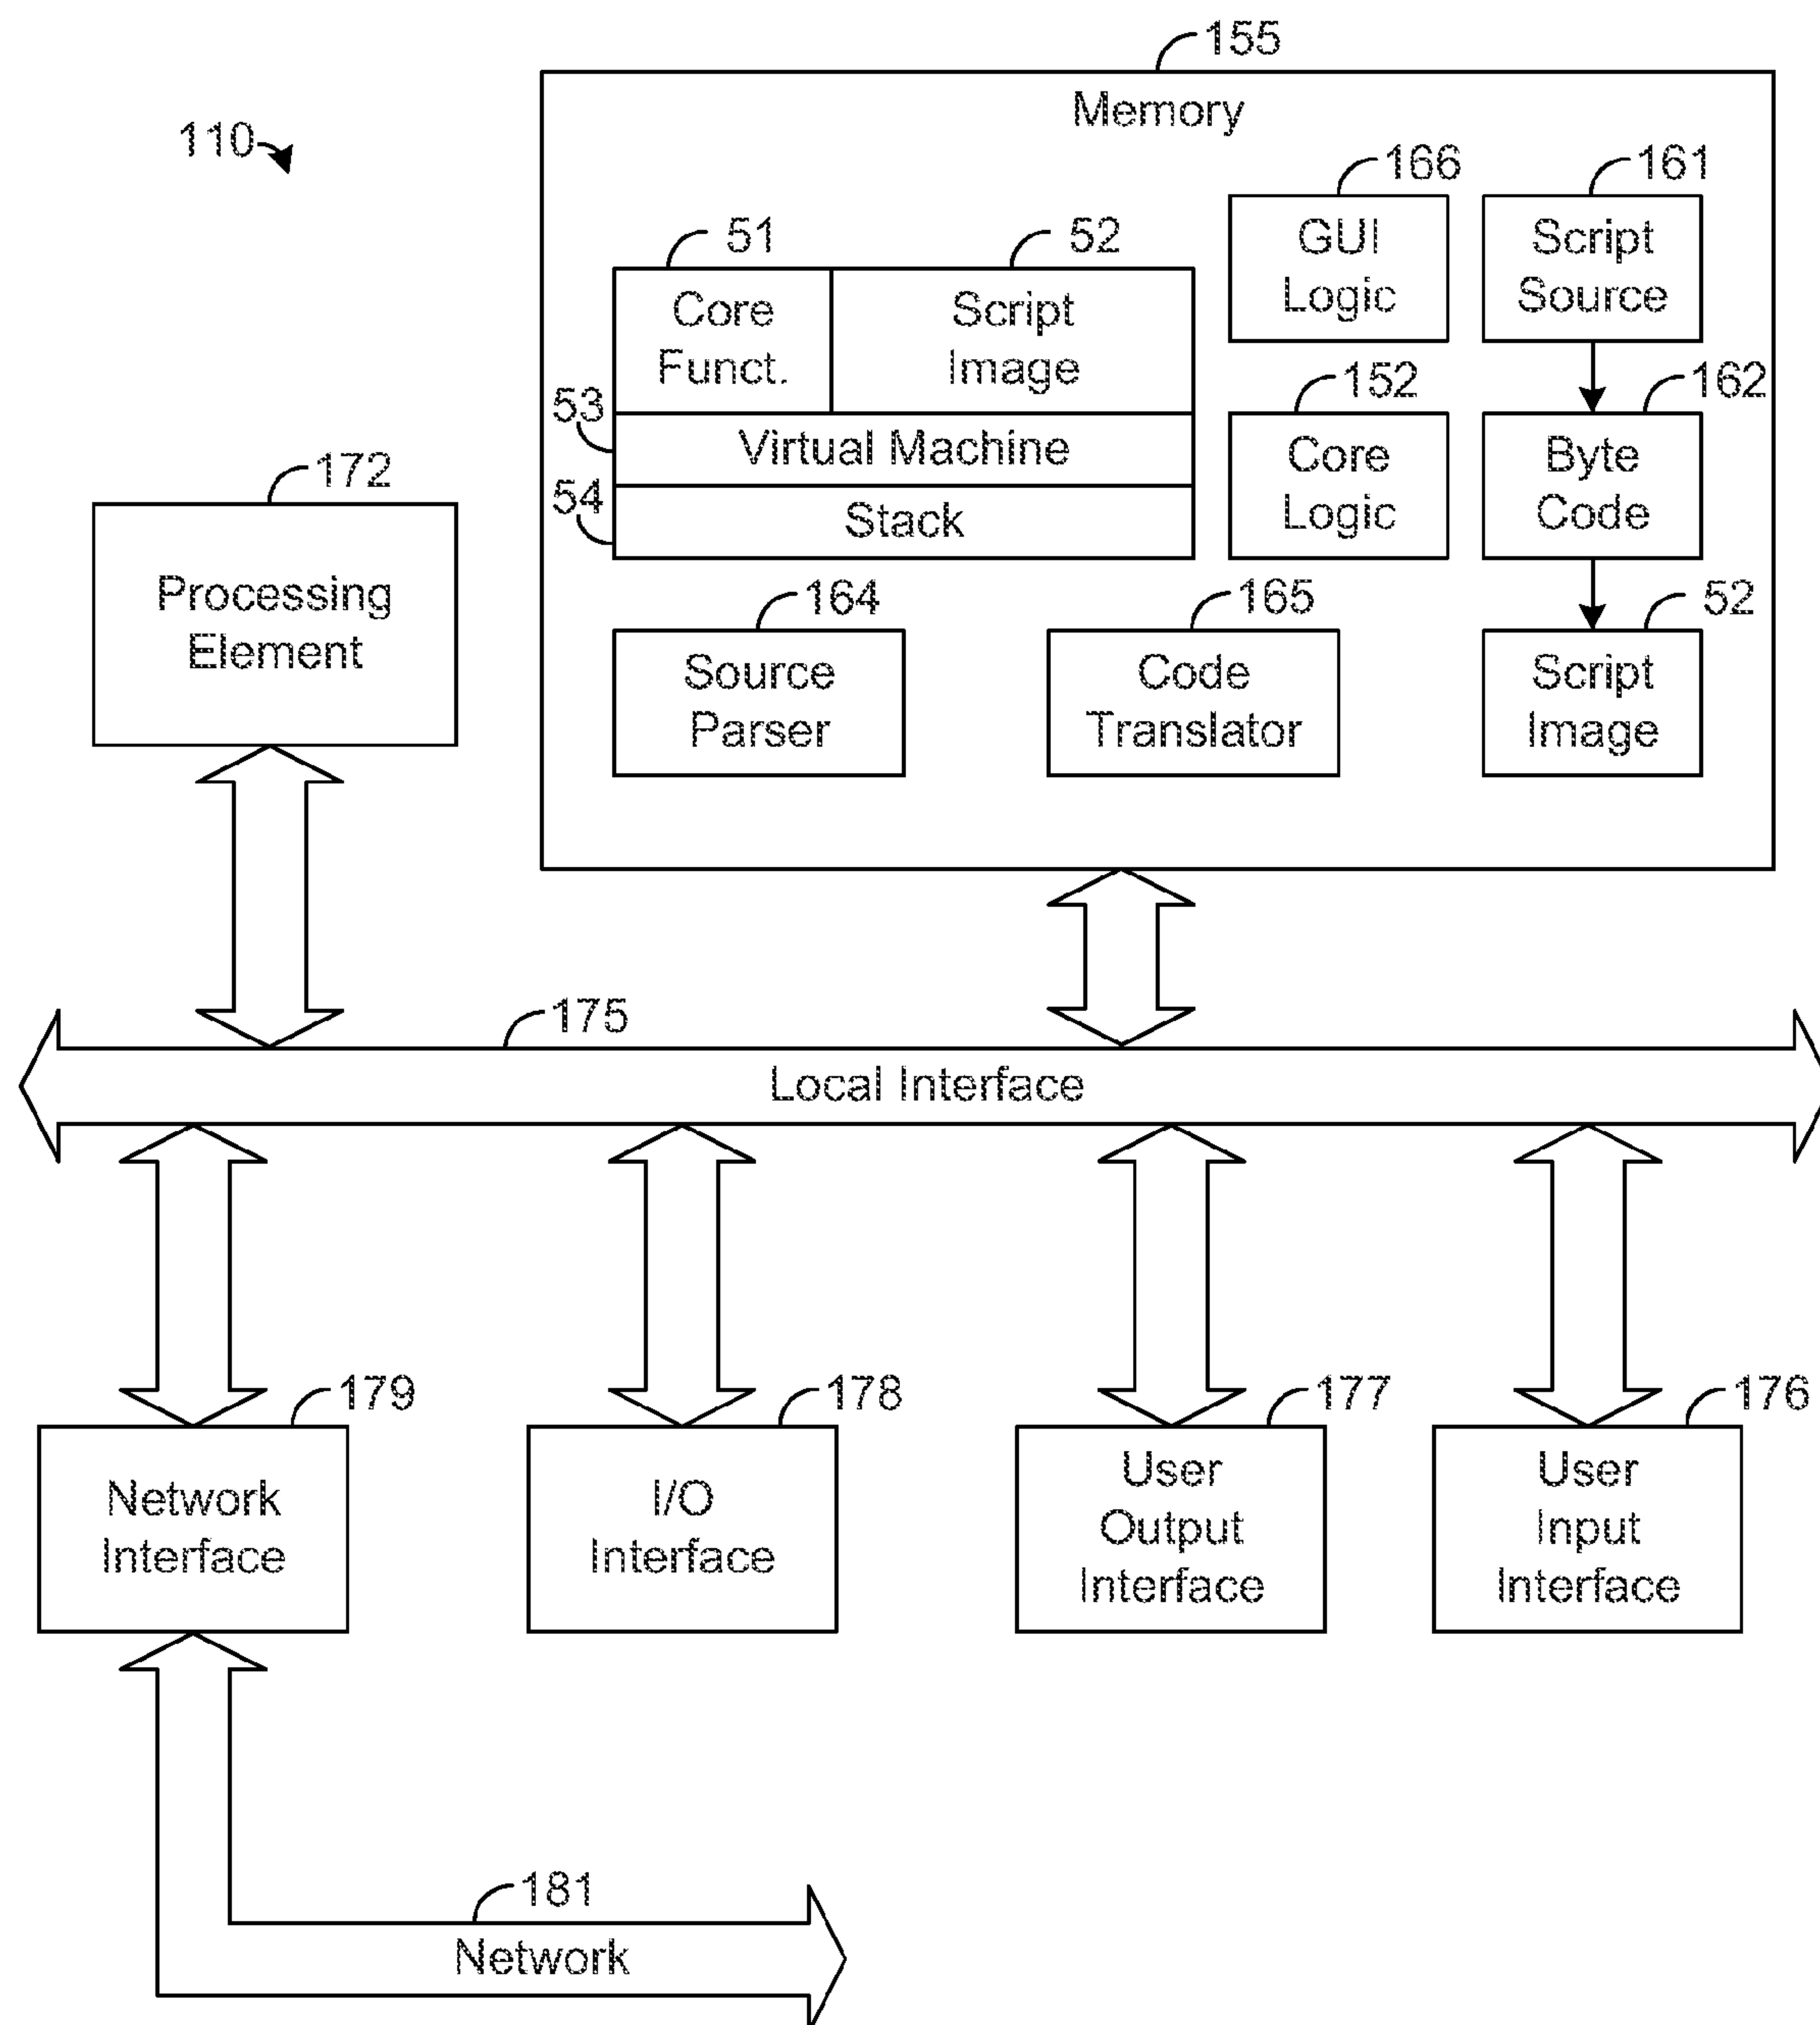 155
Memory
110
166
161
GUI
Logic
Script
Source
51
52
Core
Funct.
Script
Image
152
162
53
Virtual Machine
Core
Logic
Byte
Code
172
54
Stack
Processing
Element
164
165
52
Source
Parser
Code
Translator
Script
Image
175
Local Interface
179
178
177
176
Network
Interface
I/O
Interface
User
Output
Interface
User
Input
Interface
181
Network